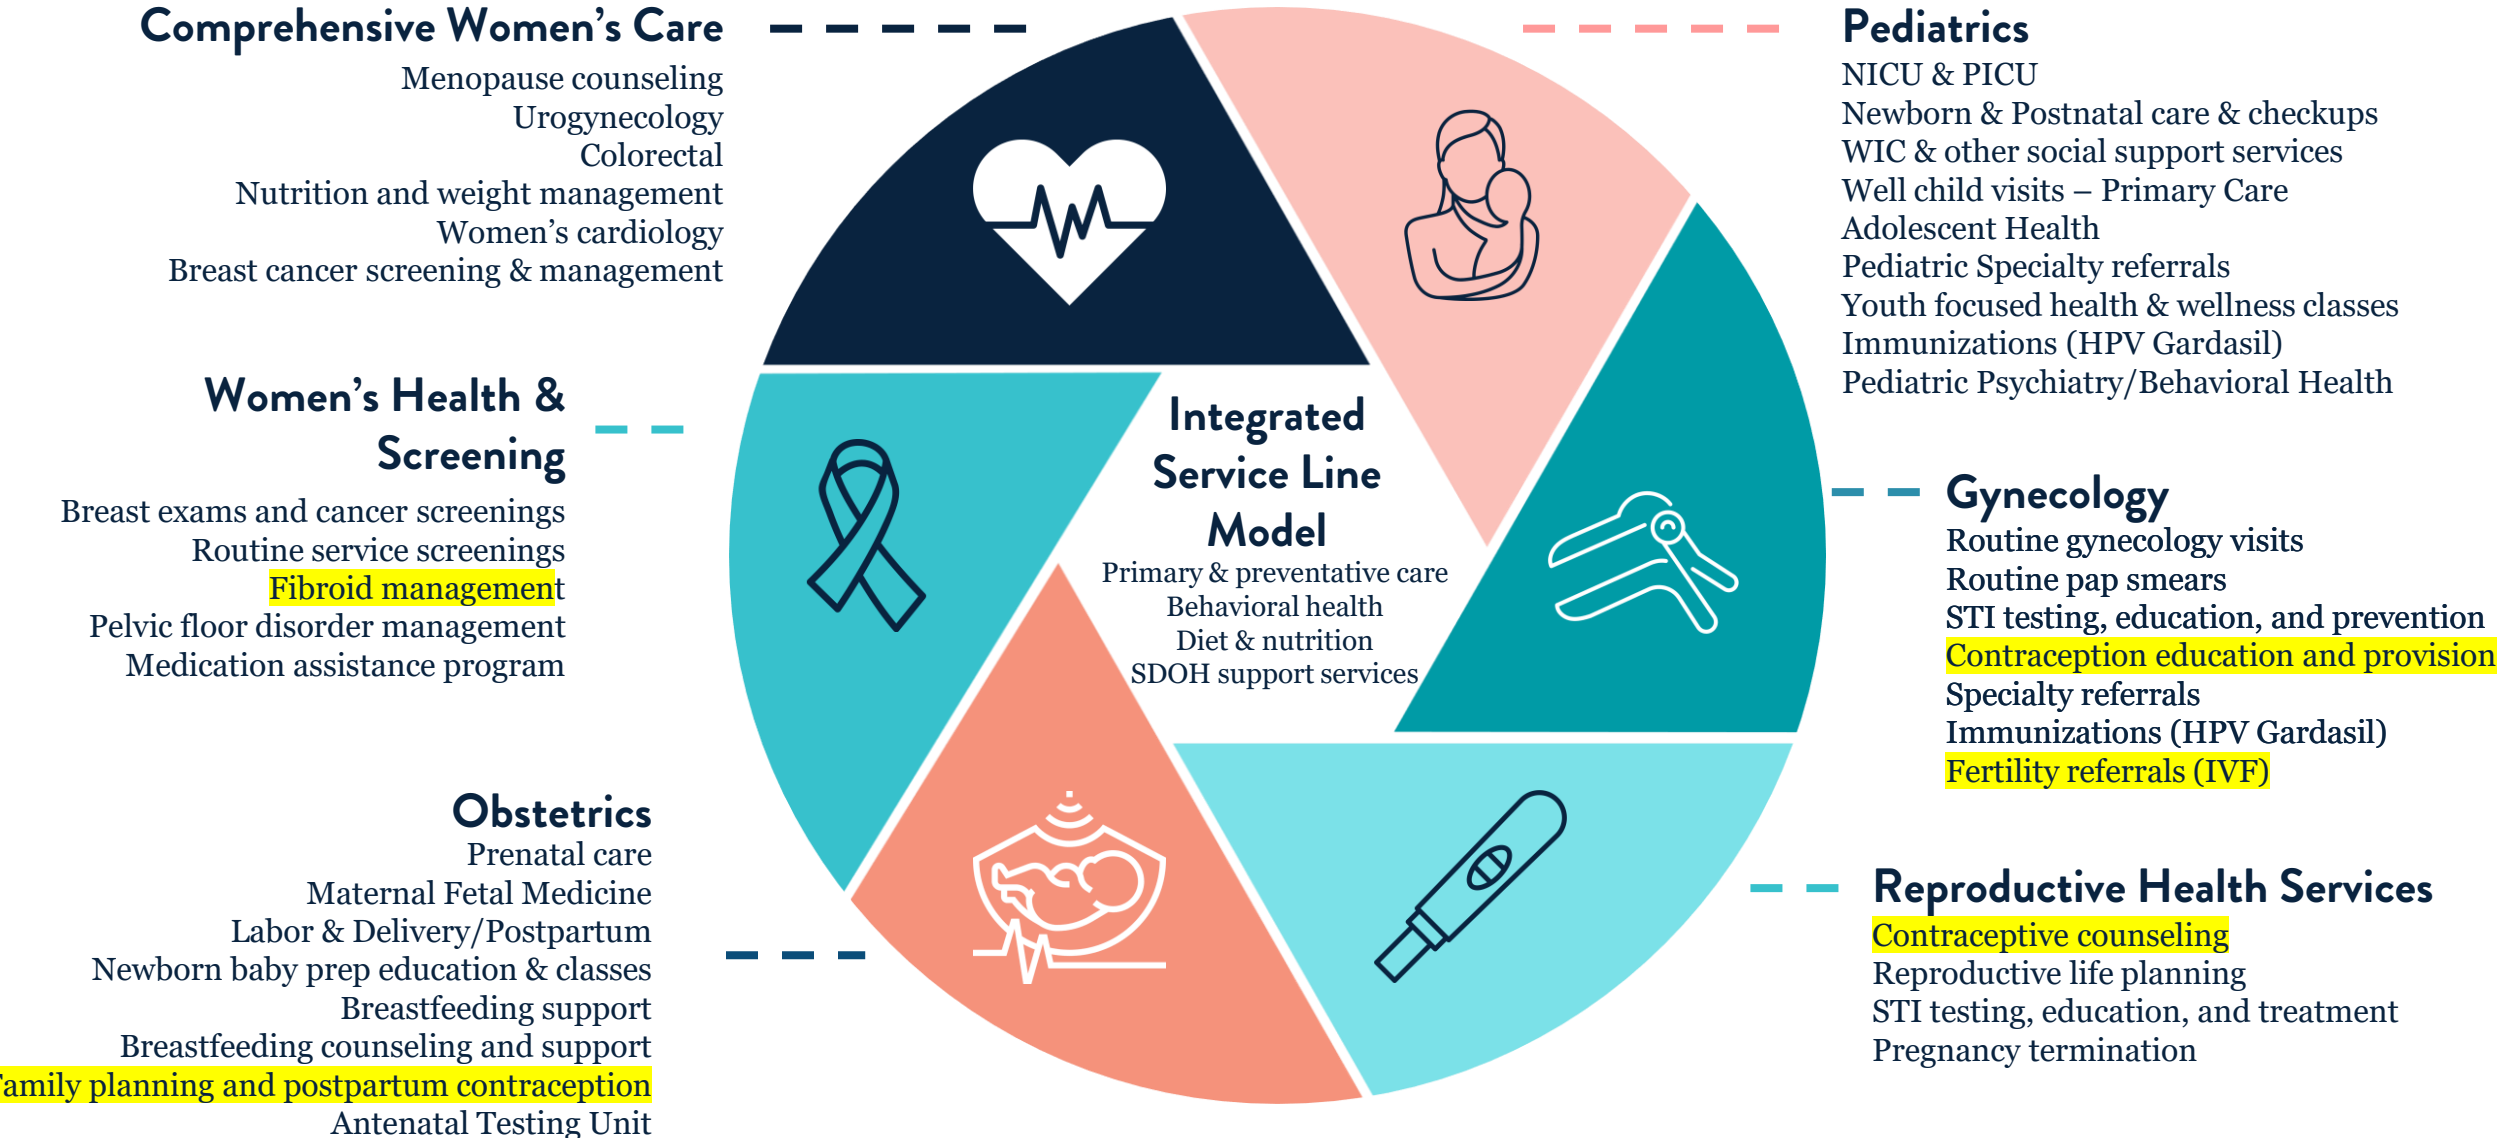 Comprehensive Women's Care
Menopause counseling
Urogynecology
Colorectal
Nutrition and weight management
Women's cardiology
Breast cancer screening & management
Women's Health &
Screening
Breast exams and cancer screenings
Routine service screenings
Fibroid management
Pelvic floor disorder management
Medication assistance program
Obstetrics
Prenatal care
Maternal Fetal Medicine
Labor & Delivery/Postpartum
Newborn baby prep education & classes
Breastfeeding support
Breastfeeding counseling and support
Family planning and postpartum contraception
Antenatal Testing Unit
Integrated
Service Line
Model
Primary & preventative care
Behavioral health
Diet & nutrition
SDOH support services
Pediatrics
NICU & PICU
Newborn & Postnatal care & checkups
WIC & other social support services
Well child visits – Primary Care
Adolescent Health
Pediatric Specialty referrals
Youth focused health & wellness classes
Immunizations (HPV Gardasil)
Pediatric Psychiatry/Behavioral Health
Gynecology
Routine gynecology visits
Routine pap smears
STI testing, education, and prevention
Contraception education and provision
Specialty referrals
Immunizations (HPV Gardasil)
Fertility referrals (IVF)
Reproductive Health Services
Contraceptive counseling
Reproductive life planning
STI testing, education, and treatment
Pregnancy termination